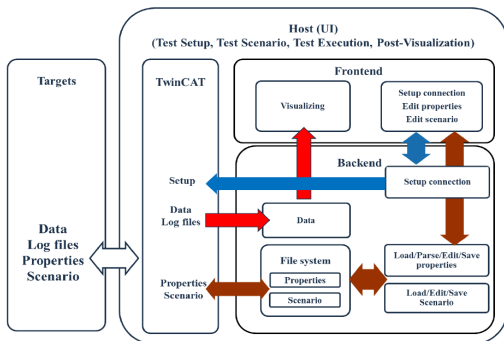 Host (UI)
(Test Setup, Test Scenario, Test Execution, Post-Visualization)
Targets
Data
Log files
Properties
Scenario
TwinCAT
Setup
Data
Log files
Properties
Scenario
Frontend
Visualizing
Setup connection
Edit properties
Edit scenario
Backend
Setup connection
Data
File system
Properties
Scenario
Load/Parse/Edit/Save
properties
Load/Edit/Save
Scenario